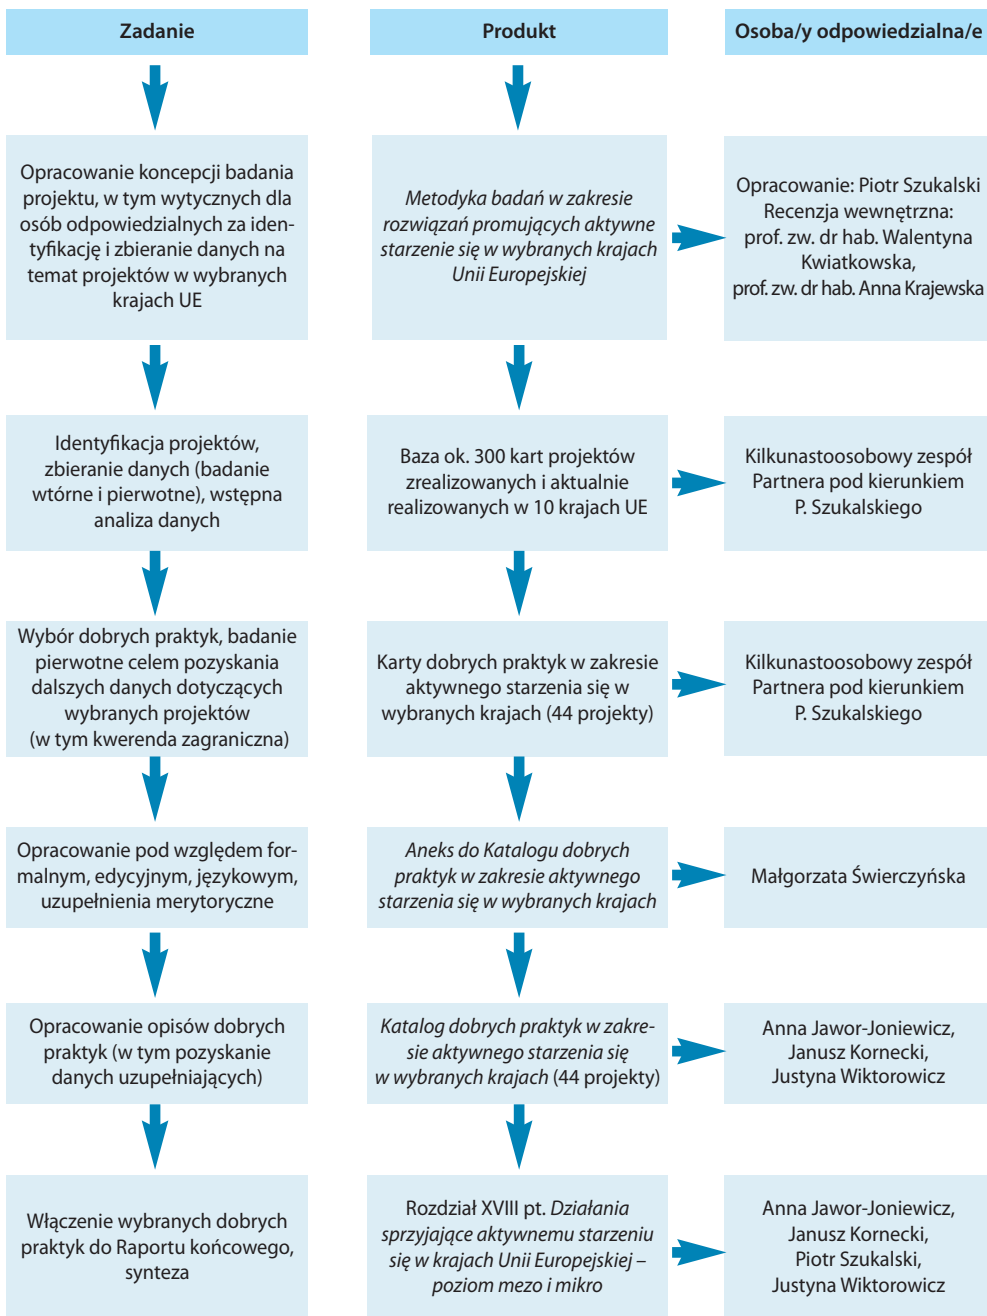 Zadanie
Produkt
Osoba/y odpowiedzialna/e
Opracowanie koncepcji badania
projektu, w tym wytycznych dla
osób odpowiedzialnych za iden-
tyfikację i zbieranie danych na
temat projektów w wybranych
krajach UE
Metodyka badań w zakresie
rozwiązań promujących aktywne
starzenie się w wybranych krajach
Unii Europejskiej
Opracowanie: Piotr Szukalski
Recenzja wewnętrzna:
prof. zw. dr hab. Walentyna
Kwiatkowska,
prof. zw. dr hab. Anna Krajewska
Identyfikacja projektów,
zbieranie danych (badanie
wtórne i pierwotne), wstępna
analiza danych
Baza ok. 300 kart projektów
zrealizowanych i aktualnie
realizowanych w 10 krajach UE
Kilkunastoosobowy zespół
Partnera pod kierunkiem
P. Szukalskiego
Wybór dobrych praktyk, badanie
pierwotne celem pozyskania
dalszych danych dotyczących
wybranych projektów
(w tym kwerenda zagraniczna)
Karty dobrych praktyk w zakresie
aktywnego starzenia się w
wybranych krajach (44 projekty)
Kilkunastoosobowy zespół
Partnera pod kierunkiem
P. Szukalskiego
Opracowanie pod względem for-
malnym, edycyjnym, językowym,
uzupełnienia merytoryczne
Aneks do Katalogu dobrych
praktyk w zakresie aktywnego
starzenia się w wybranych krajach
Małgorzata Świerczyńska
Opracowanie opisów dobrych
praktyk (w tym pozyskanie
danych uzupełniających)
Katalog dobrych praktyk w zakre-
sie aktywnego starzenia się
w wybranych krajach (44 projekty)
Anna Jawor-Joniewicz,
Janusz Kornecki,
Justyna Wiktorowicz
Włączenie wybranych dobrych
praktyk do Raportu końcowego,
synteza
Rozdział XVIII pt. Działania
sprzyjające aktywnemu starzeniu
się w krajach Unii Europejskiej –
poziom mezo i mikro
Anna Jawor-Joniewicz,
Janusz Kornecki,
Piotr Szukalski,
Justyna Wiktorowicz